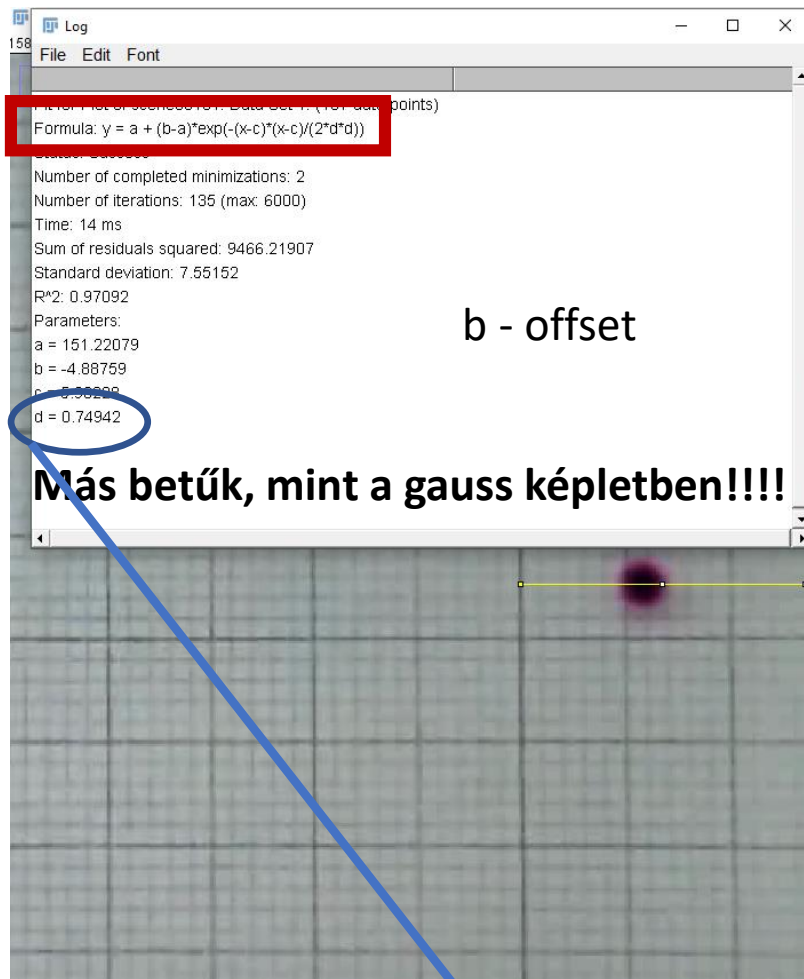 Log
158
File Edit Font
points)
Formula: y = a + (b-a)*exp(-(x-c)*(x-c)/(2*d*d))
Number of completed minimizations: 2
Number of iterations: 135 (max: 6000)
Time: 14 ms
Sum of residuals squared: 9466.21907
Standard deviation: 7.55152
R^2: 0.97092
Parameters:
b - offset
a = 151.22079
b = -4.88759
d = 0.74942
Más betűk, mint a gauss képletben!!!!